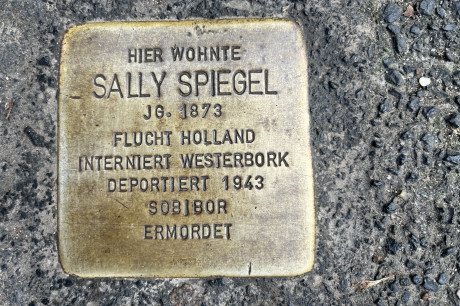 HIER WOHNTE
SALLY SPIEGEL
JG. 1873
FLUCHT HOLLAND
INTERNIERT WESTERBORK
DEPORTIERT 1943
SOBIBOR
ERMORDET